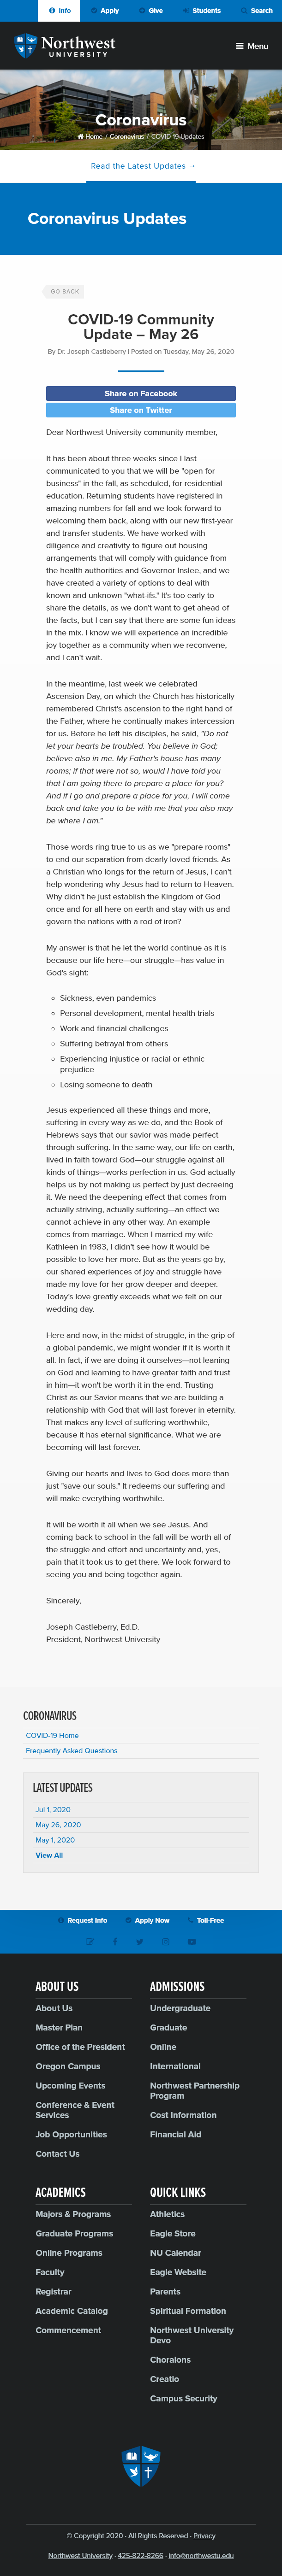 Info
Apply
Give
Students
Search
Northwest
UNIVERSITY
Menu
Coronavirus
Home / Coronavirus / COVID-19 Updates
Read the Latest Updates →
Coronavirus Updates
GO BACK
COVID-19 Community
Update – May 26
By Dr. Joseph Castleberry | Posted on Tuesday, May 26, 2020
Share on Facebook
Share on Twitter
Dear Northwest University community member,
It has been about three weeks since I last
communicated to you that we will be "open for
business" in the fall, as scheduled, for residential
education. Returning students have registered in
amazing numbers for fall and we look forward to
welcoming them back, along with our new first-year
and transfer students. We have worked with
diligence and creativity to get student housing
arrangements that will comply with guidance from
the health authorities and Governor Inslee, and we
have created a variety of options to deal with
known and unknown "what-ifs." It's too early to
share the details, as we don't want to get ahead of
the facts, but I can say that there are some fun ideas
in the mix. I know we will experience an incredible
joy together as a community when we reconvene,
and I can't wait.
In the meantime, last week we celebrated
Ascension Day, on which the Church has historically
remembered Christ's ascension to the right hand of
the Father, where he continually makes intercession
for us. Before he left his disciples, he said, "Do not
let your hearts be troubled. You believe in God;
believe also in me. My Father's house has many
rooms; if that were not so, would I have told you
that I am going there to prepare a place for you?
And if I go and prepare a place for you, I will come
back and take you to be with me that you also may
be where I am."
Those words ring true to us as we "prepare rooms"
to end our separation from dearly loved friends. As
a Christian who longs for the return of Jesus, I can't
help wondering why Jesus had to return to Heaven.
Why didn't he just establish the Kingdom of God
once and for all here on earth and stay with us and
govern the nations with a rod of iron?
My answer is that he let the world continue as it is
because our life here—our struggle—has value in
God's sight:
Sickness, even pandemics
Personal development, mental health trials
Work and financial challenges
Suffering betrayal from others
Experiencing injustice or racial or ethnic
prejudice
Losing someone to death
Jesus experienced all these things and more,
suffering in every way as we do, and the Book of
Hebrews says that our savior was made perfect
through suffering. In the same way, our life on earth,
lived in faith toward God—our struggle against all
kinds of things—works perfection in us. God actually
helps us by not making us perfect by just decreeing
it. We need the deepening effect that comes from
actually striving, actually suffering—an effect we
cannot achieve in any other way. An example
comes from marriage. When I married my wife
Kathleen in 1983, I didn't see how it would be
possible to love her more. But as the years go by,
our shared experiences of joy and struggle have
made my love for her grow deeper and deeper.
Today's love greatly exceeds what we felt on our
wedding day.
Here and now, in the midst of struggle, in the grip of
a global pandemic, we might wonder if it is worth it
all. In fact, if we are doing it ourselves—not leaning
on God and learning to have greater faith and trust
in him—it won't be worth it in the end. Trusting
Christ as our Savior means that we are building a
relationship with God that will last forever in eternity.
That makes all of our suffering worthwhile,
because it has eternal significance. What we are
becoming will last forever.
Giving our hearts and lives to God does more than
just "save our souls." It redeems our suffering and
will make everything worthwhile.
It will be worth it all when we see Jesus. And
coming back to school in the fall will be worth all of
the struggle and effort and uncertainty and, yes,
pain that it took us to get there. We look forward to
seeing you and being together again.
Sincerely,
Joseph Castleberry, Ed.D.
President, Northwest University
CORONAVIRUS
COVID-19 Home
Frequently Asked Questions
LATEST UPDATES
Jul 1, 2020
May 26, 2020
May 1, 2020
View All
Request Info
Apply Now
Toll-Free
ABOUT US
About Us
Master Plan
Office of the President
Oregon Campus
Upcoming Events
Conference & Event
Services
Job Opportunities
Contact Us
ADMISSIONS
Undergraduate
Graduate
Online
International
Northwest Partnership
Program
Cost Information
Financial Aid
ACADEMICS
Majors & Programs
Graduate Programs
Online Programs
Faculty
Registrar
Academic Catalog
Commencement
QUICK LINKS
Athletics
Eagle Store
NU Calendar
Eagle Website
Parents
Spiritual Formation
Northwest University
Devo
Choralons
Creatio
Campus Security
© Copyright 2020 · All Rights Reserved · Privacy
Northwest University · 425-822-8266 · info@northwestu.edu